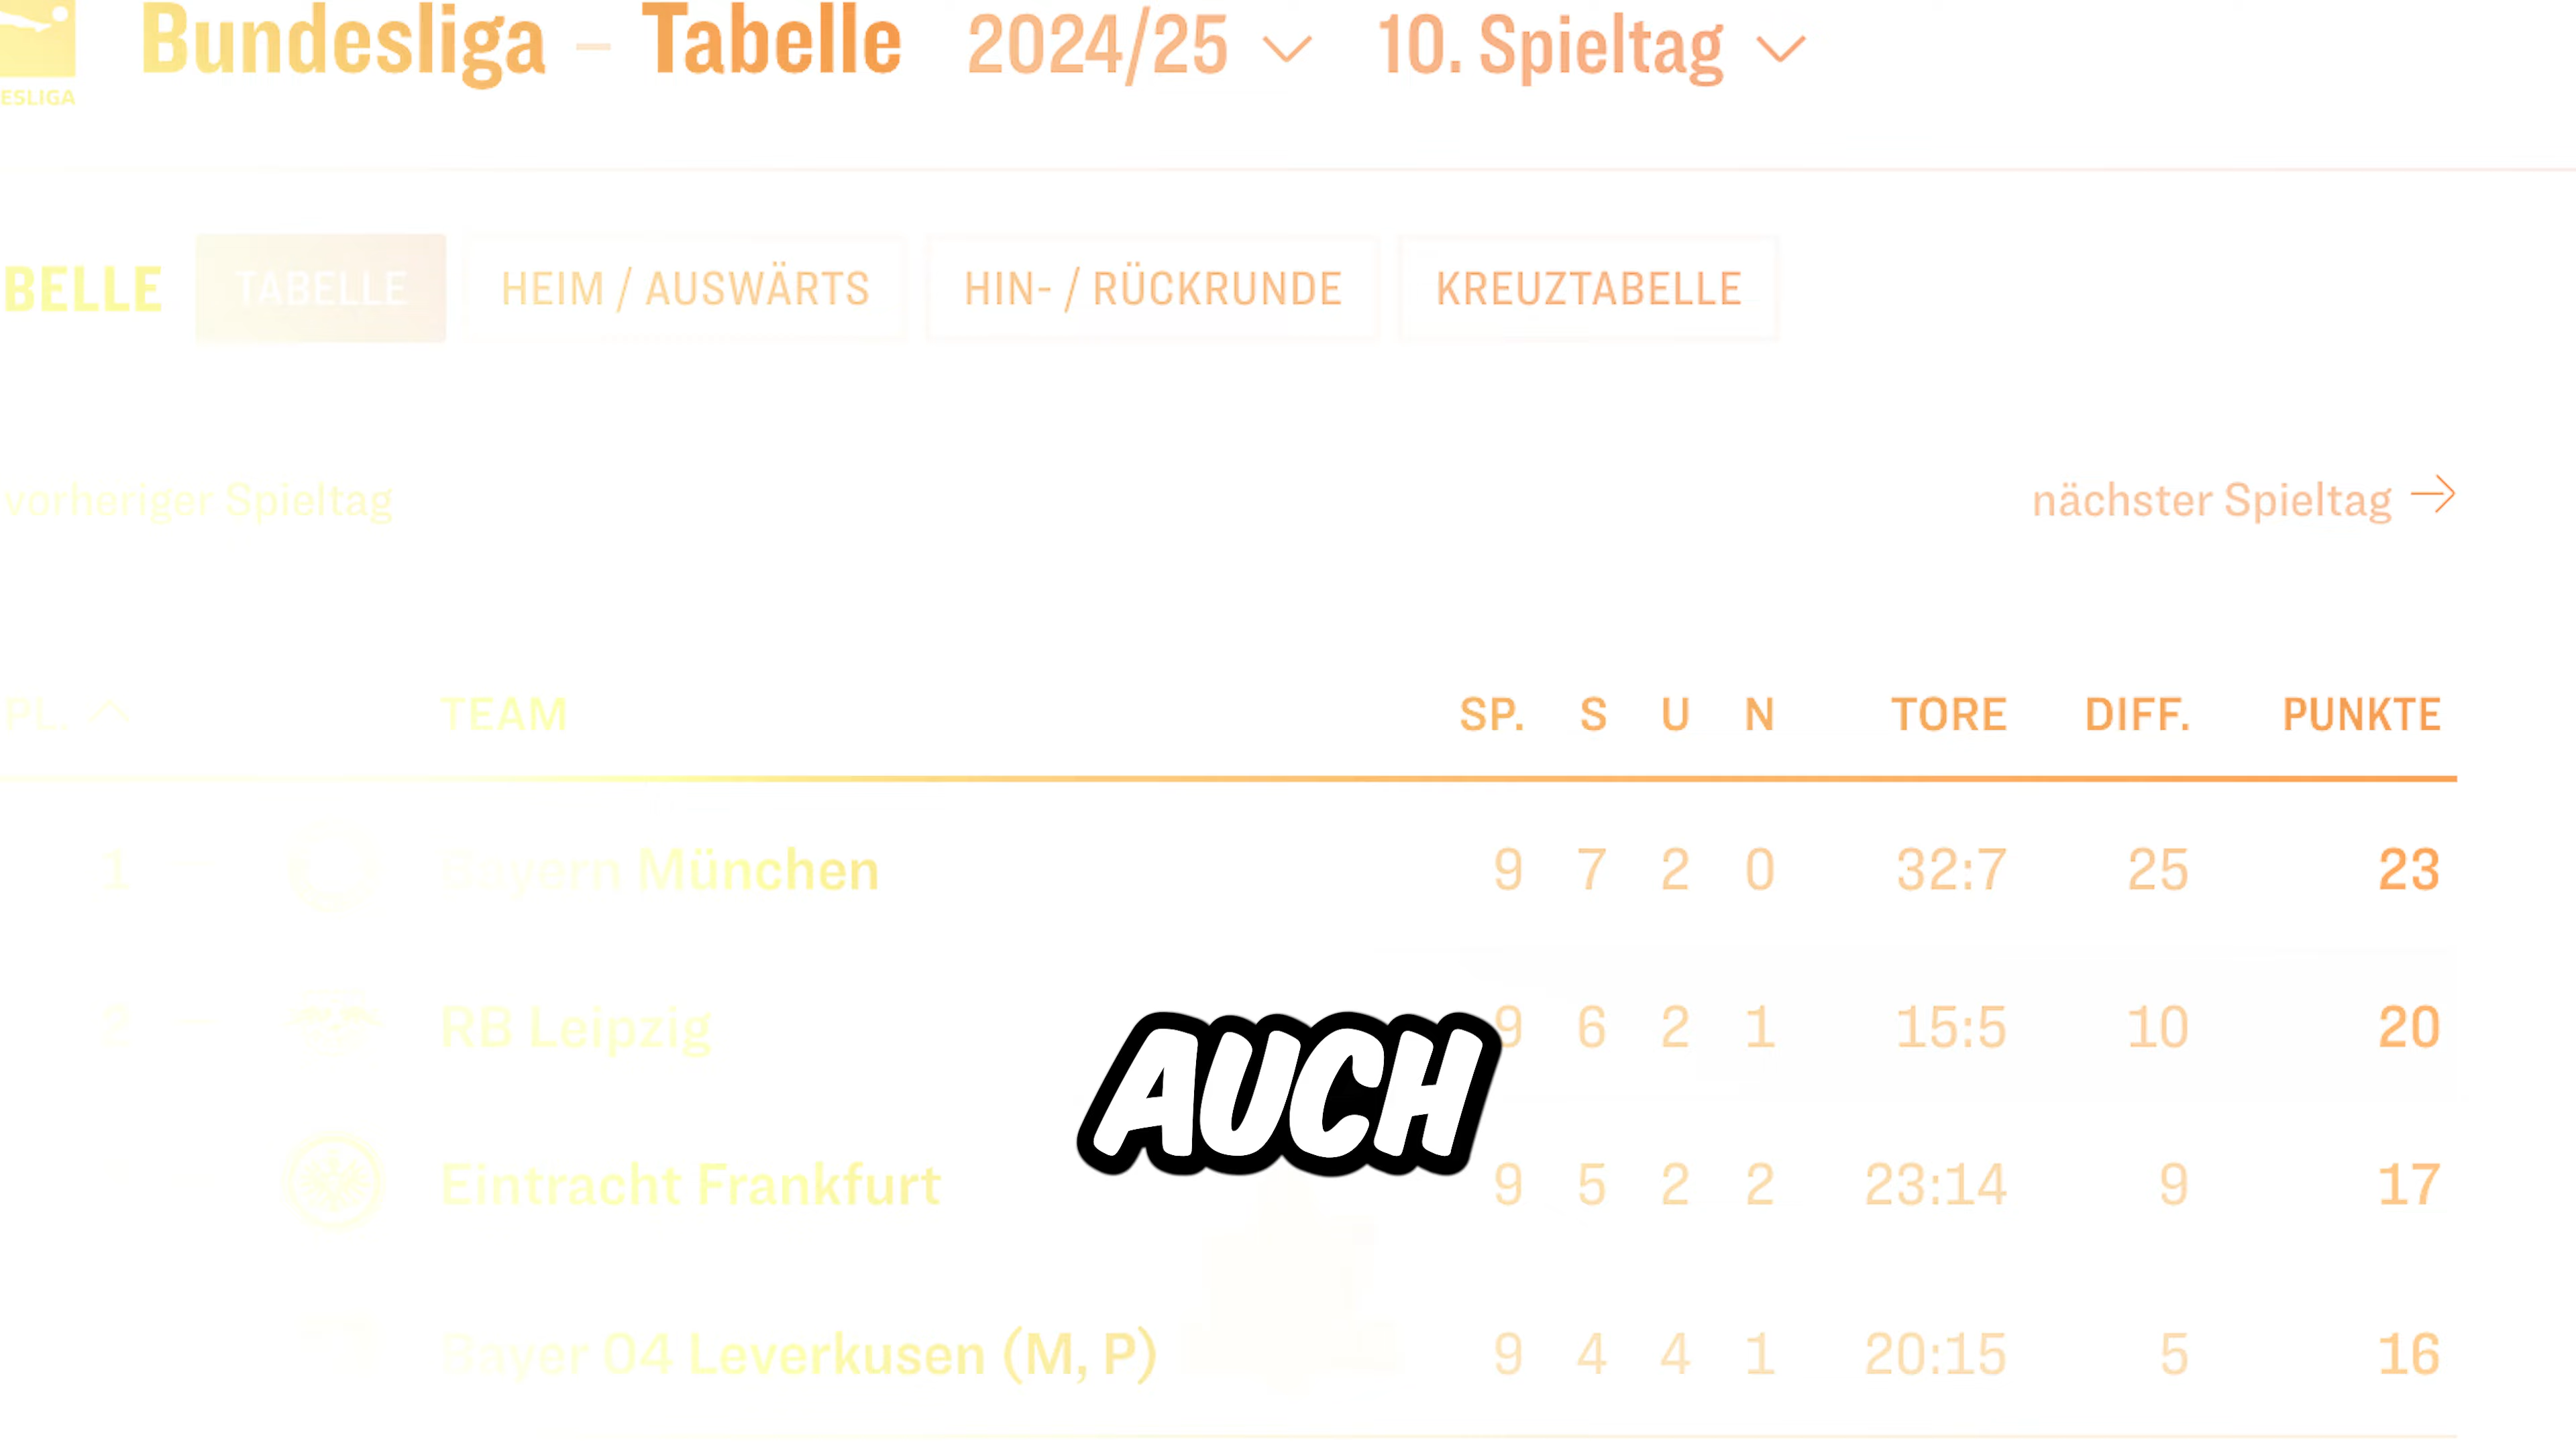 Bundesliga – Tabelle 2024/25 10. Spieltag
ESLIGA
BELLE TABELLE HEIM / AUSWÄRTS HIN- / RÜCKRUNDE KREUZTABELLE
vorheriger Spieltag nächster Spieltag →
PL. TEAM SP. S U N TORE DIFF. PUNKTE
1 – Bayern München 9 7 2 0 32:7 25 23
2 – RB Leipzig 9 6 2 1 15:5 10 20
AUCH
Eintracht Frankfurt 9 5 2 2 23:14 9 17
Bayer 04 Leverkusen (M, P) 9 4 4 1 20:15 5 16